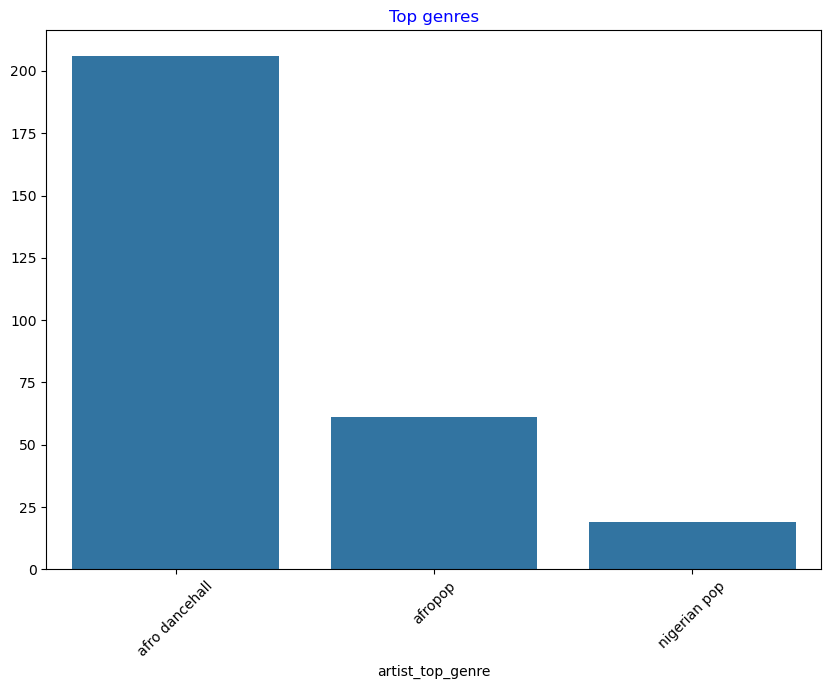 Top genres
200
175
150
125
100
75
50
25
0
afro dancehall
afropop
nigerian pop
artist_top_genre